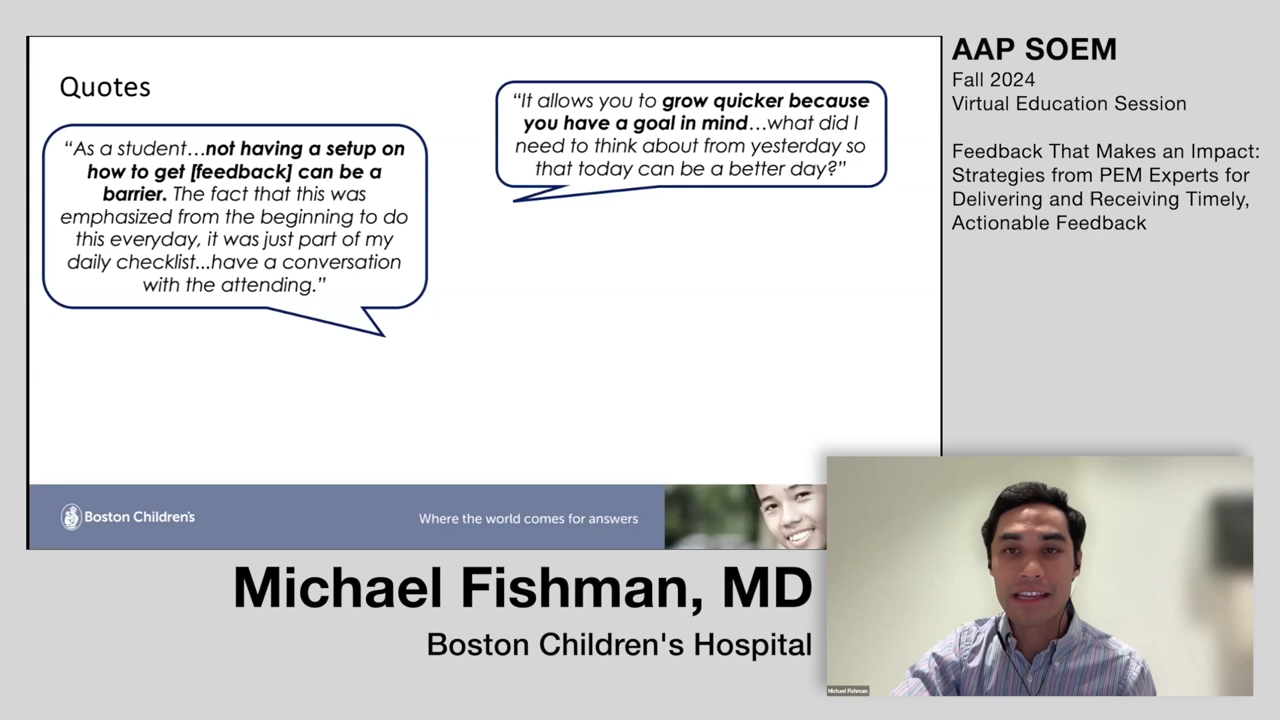 Quotes
“As a student…not having a setup on
how to get [feedback] can be a
barrier. The fact that this was
emphasized from the beginning to do
this everyday, it was just part of my
daily checklist...have a conversation
with the attending.”
“It allows you to grow quicker because
you have a goal in mind…what did I
need to think about from yesterday so
that today can be a better day?”
Boston Children's
Where the world comes for answers
AAP SOEM
Fall 2024
Virtual Education Session
Feedback That Makes an Impact:
Strategies from PEM Experts for
Delivering and Receiving Timely,
Actionable Feedback
Michael Fishman, MD
Boston Children's Hospital
Michael Fishman